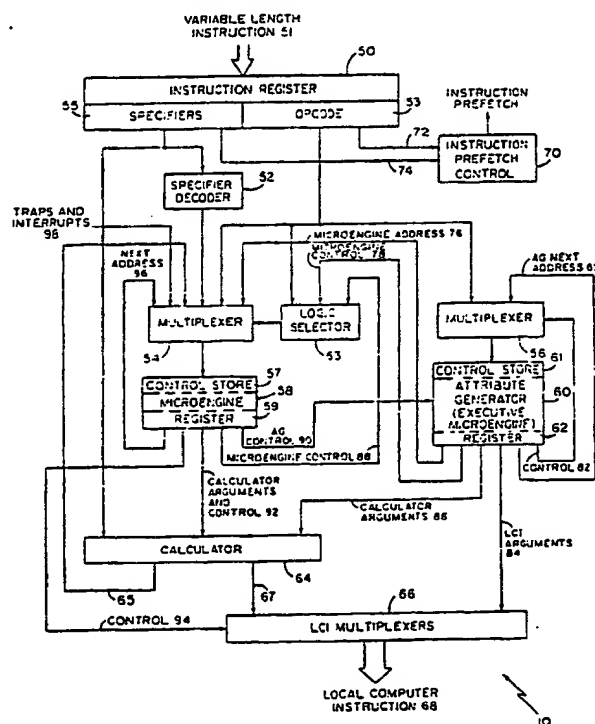 VARIABLE LENGTH
INSTRUCTION 51
50
INSTRUCTION REGISTER
55
SPECIFIERS
OPCODE
53
INSTRUCTION
PREFETCH
72
74
INSTRUCTION
PREFETCH
CONTROL
70
SPECIFIER
DECODER
52
TRAPS AND
INTERRUPTS 98
NEXT
ADDRESS
96
MICROENGINE ADDRESS 76
MICROENGINE
CONTROL 78
AG NEXT
ADDRESS
MULTIPLEXER
54
LOGIC
SELECTOR
53
MULTIPLEXER
56
CONTROL STORE
57
MICROENGINE
58
REGISTER
59
CONTROL STORE
61
ATTRIBUTE
GENERATOR
(EXECUTIVE
MICROENGINE)
60
REGISTER
62
AG
CONTROL 90
MICROENGINE CONTROL 88
CONTROL 82
CALCULATOR
ARGUMENTS
AND
CONTROL 92
CALCULATOR
ARGUMENTS 86
LCI
ARGUMENTS
84
CALCULATOR
64
65
67
66
CONTROL 94
LCI MULTIPLEXERS
LOCAL COMPUTER
INSTRUCTION 68
10